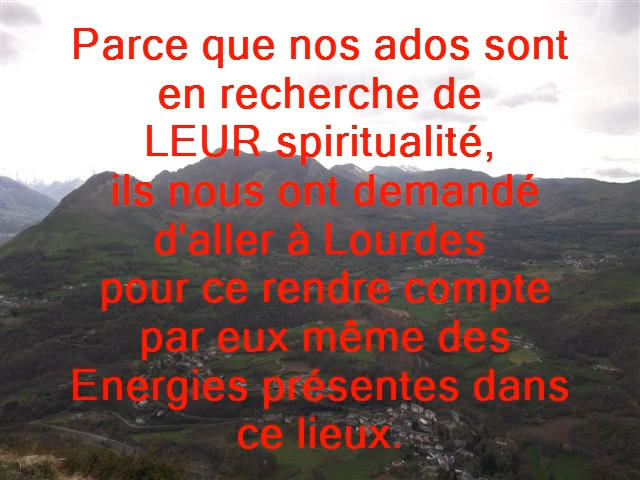 Parce que nos ados sont
en recherche de
LEUR spiritualité,
ils nous ont demandé
d'aller à Lourdes
pour ce rendre compte
par eux même des
Energies présentes dans
ce lieux.